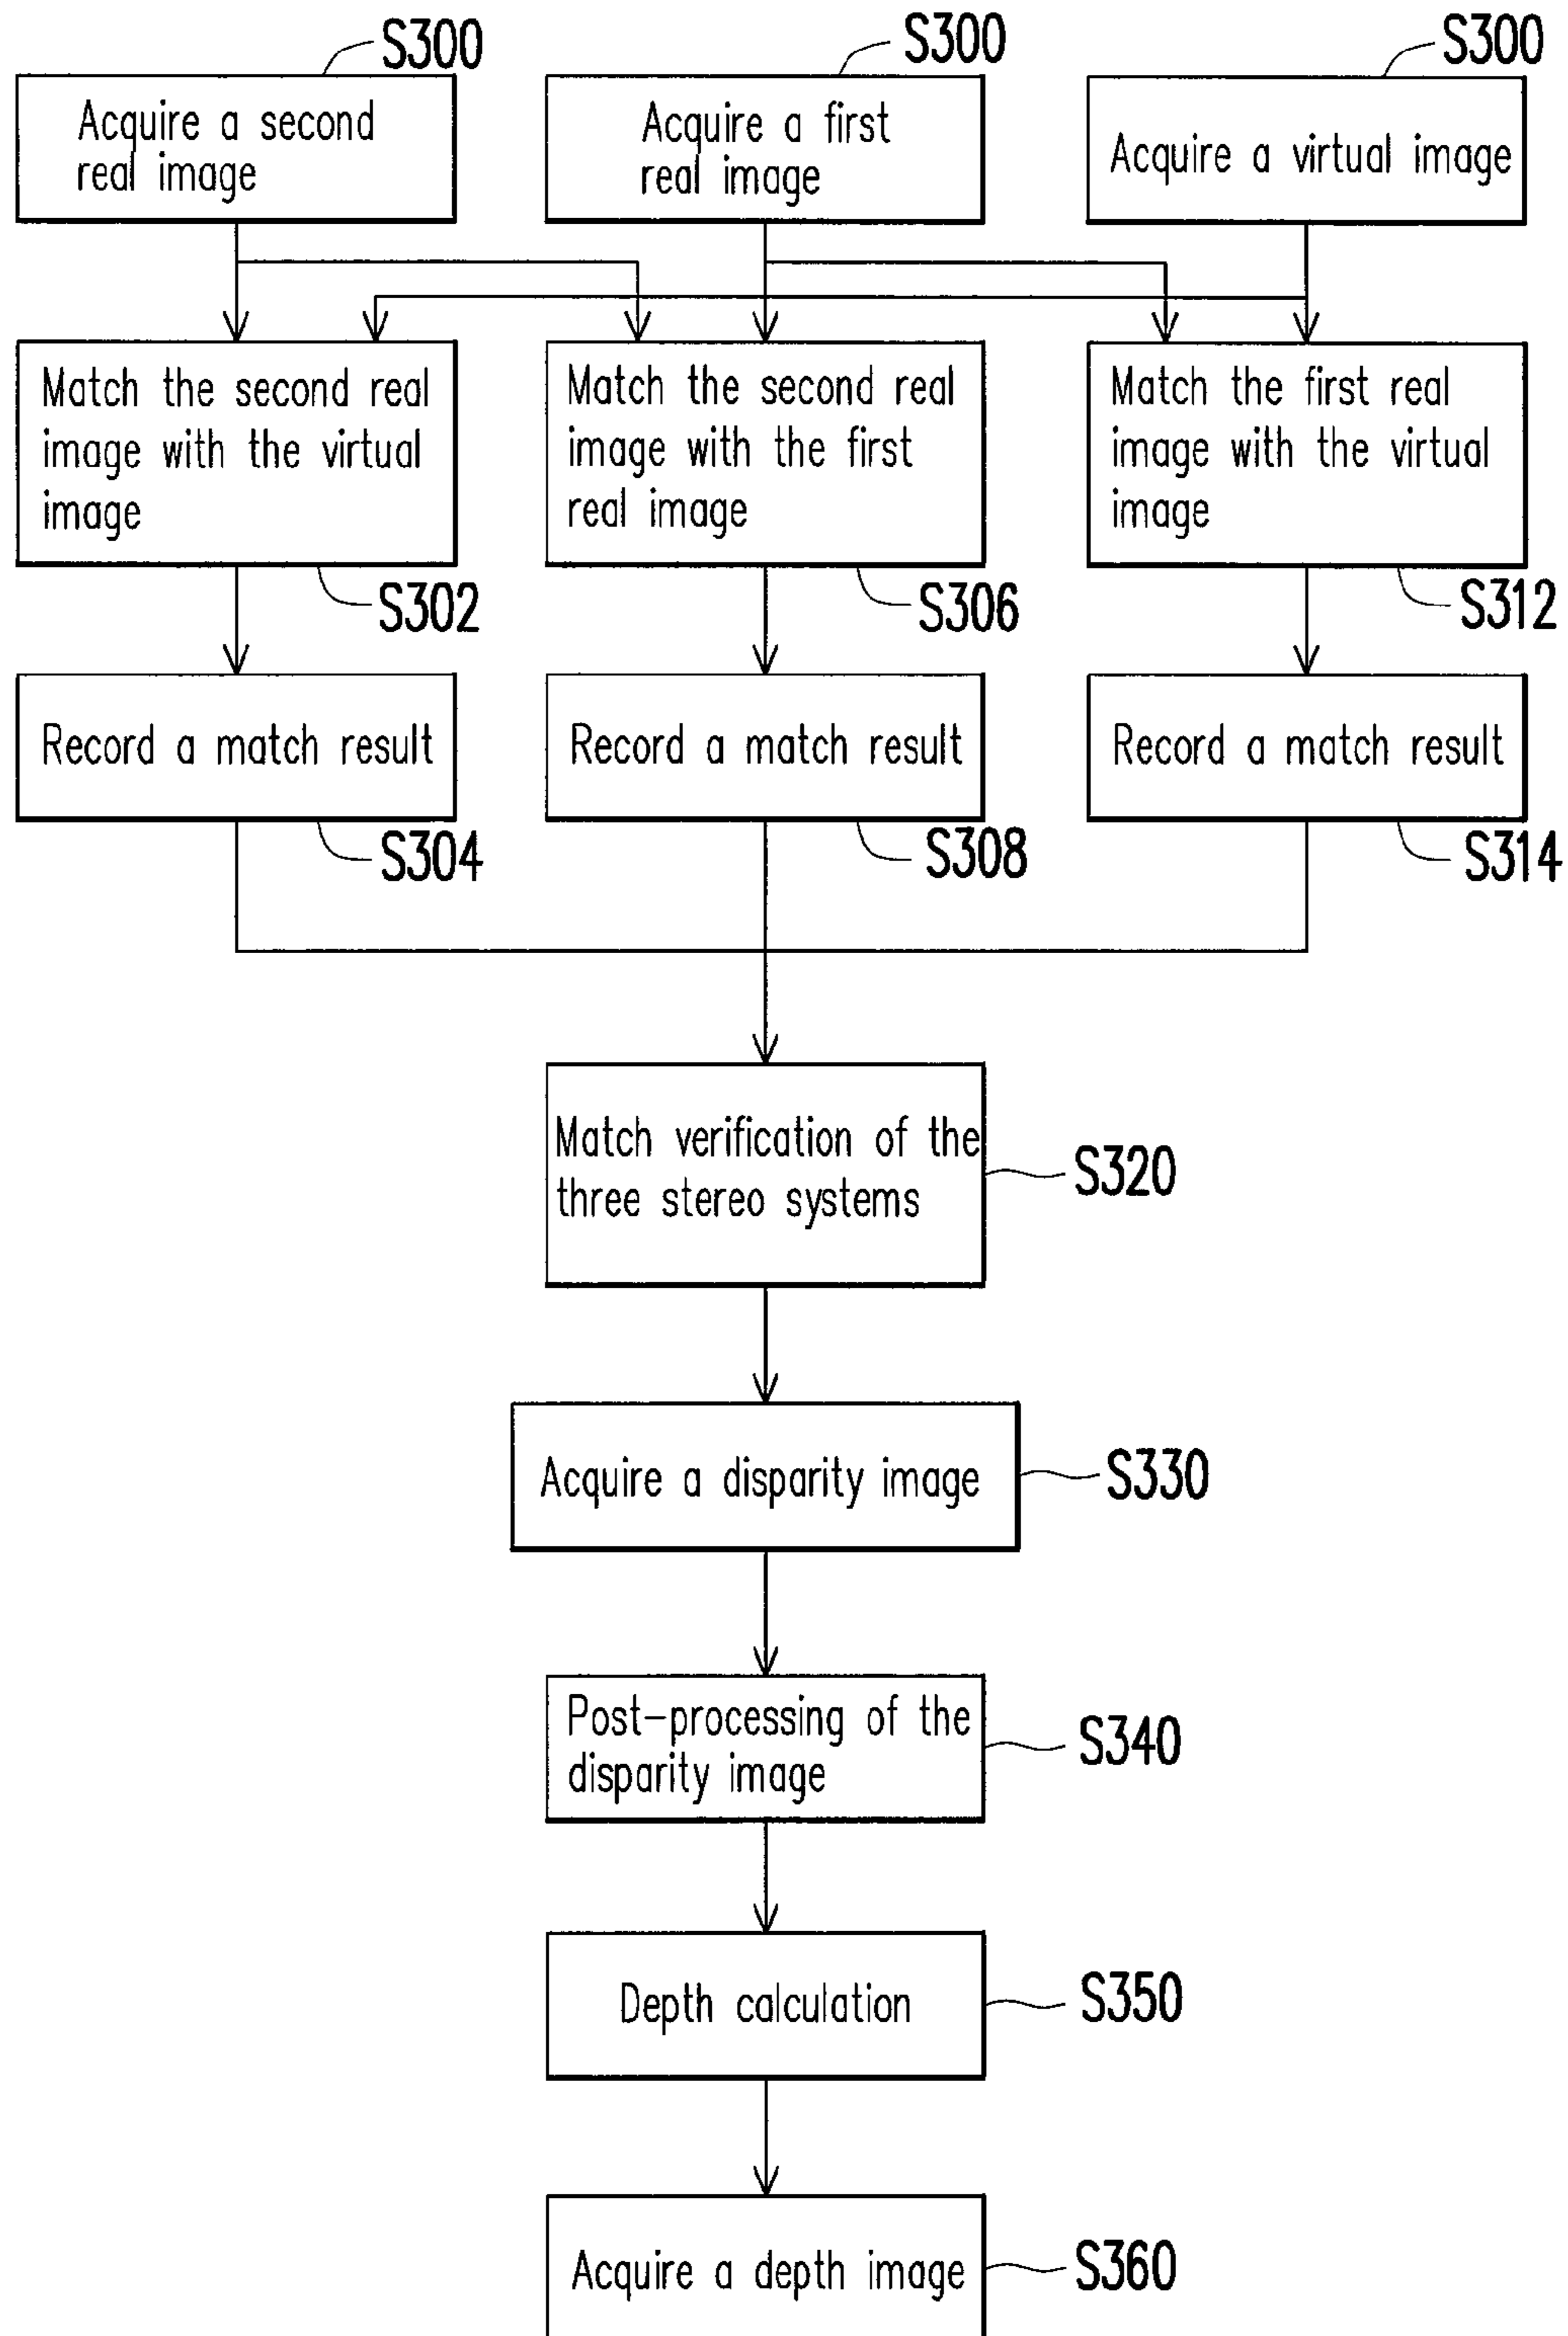 S300
S300
S300
Acquire a second
real image
Acquire a first
real image
Acquire a virtual image
Match the second real
image with the virtual
image
Match the second real
image with the first
real image
Match the first real
image with the virtual
image
S302
S306
S312
Record a match result
Record a match result
Record a match result
S304
S308
S314
Match verification of the
three stereo systems
S320
Acquire a disparity image
S330
Post-processing of the
disparity image
S340
Depth calculation
S350
Acquire a depth image
S360